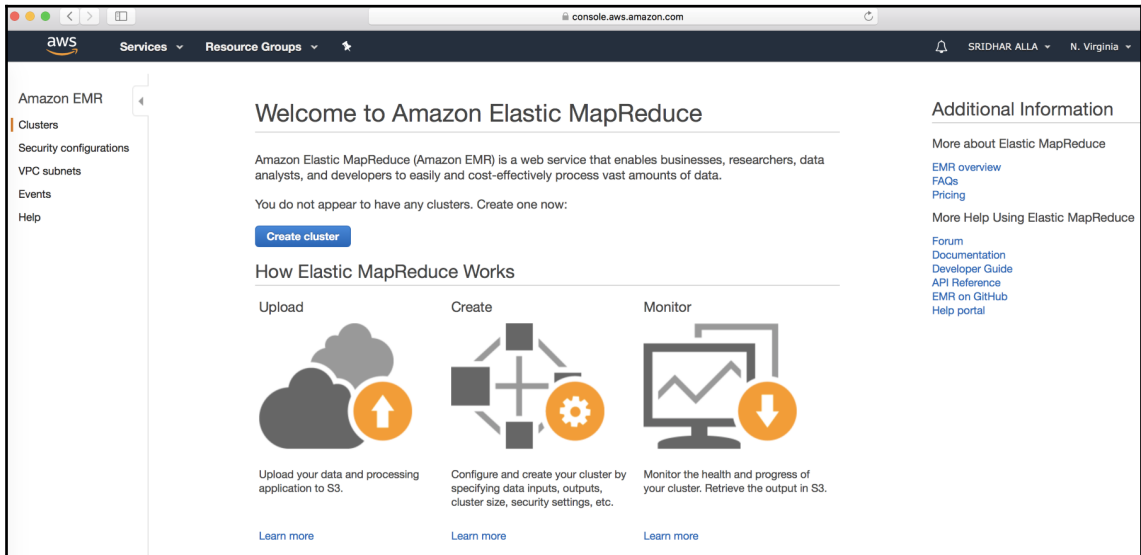 console.aws.amazon.com
aws
Services
Resource Groups
SRIDHAR ALLA
N. Virginia
Amazon EMR
Clusters
Security configurations
VPC subnets
Events
Help
Welcome to Amazon Elastic MapReduce
Amazon Elastic MapReduce (Amazon EMR) is a web service that enables businesses, researchers, data
analysts, and developers to easily and cost-effectively process vast amounts of data.
You do not appear to have any clusters. Create one now:
Create cluster
How Elastic MapReduce Works
Upload
Upload your data and processing
application to S3.
Learn more
Create
Configure and create your cluster by
specifying data inputs, outputs,
cluster size, security settings, etc.
Learn more
Monitor
Monitor the health and progress of
your cluster. Retrieve the output in S3.
Learn more
Additional Information
More about Elastic MapReduce
EMR overview
FAQs
Pricing
More Help Using Elastic MapReduce
Forum
Documentation
Developer Guide
API Reference
EMR on GitHub
Help portal